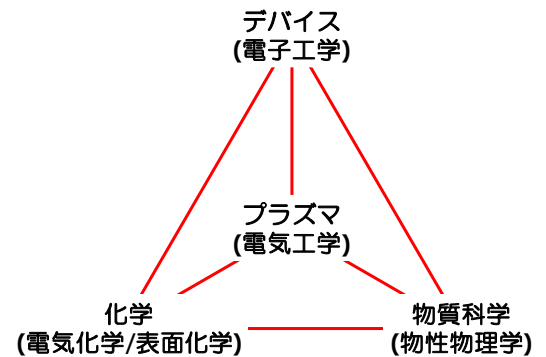 デバイス
(電子工学)
プラズマ
(電気工学)
化学
(電気化学/表面化学)
物質科学
(物性物理学)